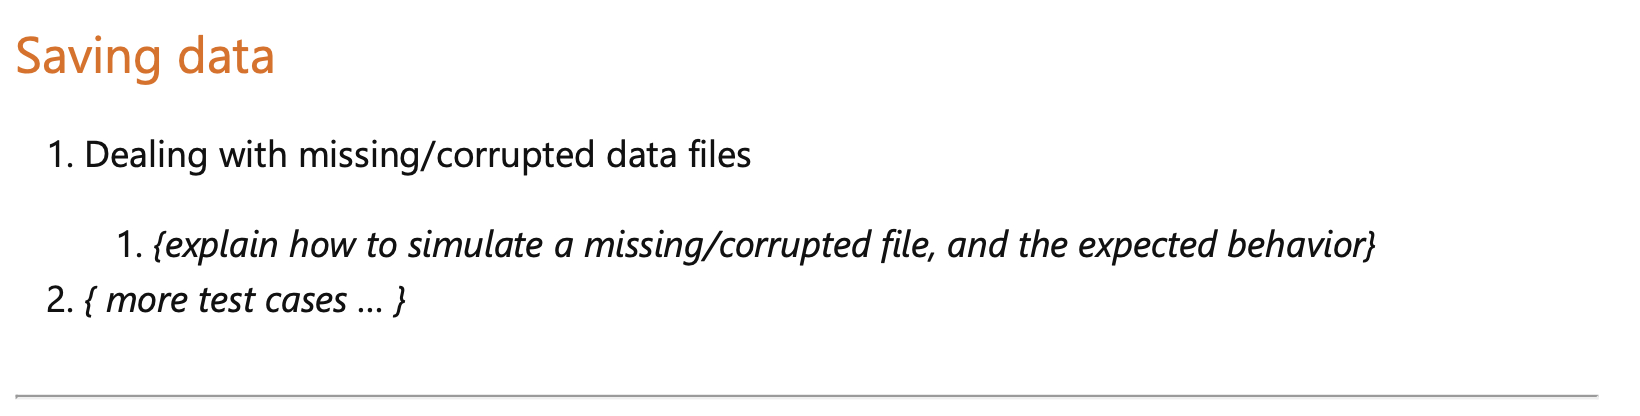 Saving data
1. Dealing with missing/corrupted data files
1. {explain how to simulate a missing/corrupted file, and the expected behavior}
2. { more test cases … }